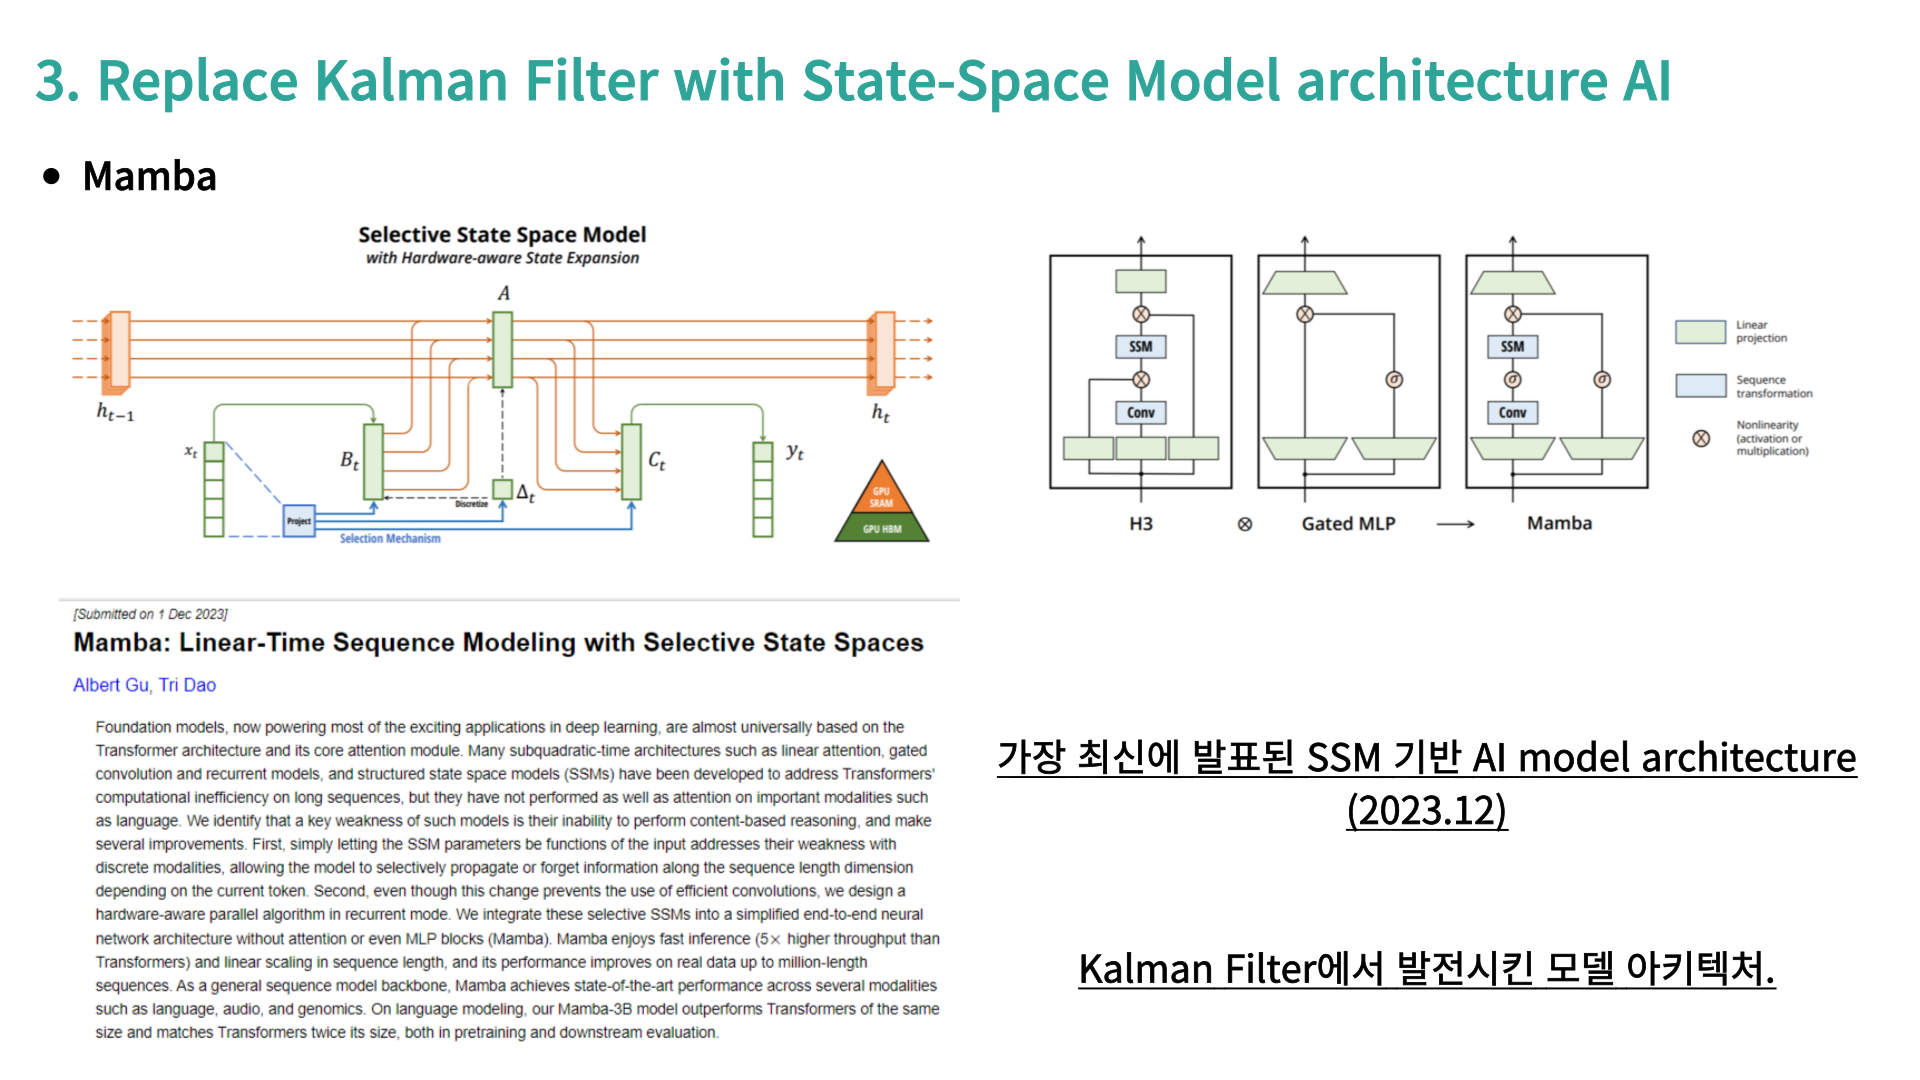 3. Replace Kalman Filter with State-Space Model architecture AI
• Mamba
Selective State Space Model
with Hardware-aware State Expansion
A
h_{t-1}
h_t
x_t
B_t
C_t
y_t
Δ_t
Discretize
Project
Selection Mechanism
GPU
SRAM
GPU HBM
SSM
Conv
SSM
σ
σ
σ
Conv
H3 ⊗ Gated MLP → Mamba
Linear
projection
Sequence
transformation
Nonlinearity
(activation or
multiplication)
[Submitted on 1 Dec 2023]
Mamba: Linear-Time Sequence Modeling with Selective State Spaces
Albert Gu, Tri Dao
Foundation models, now powering most of the exciting applications in deep learning, are almost universally based on the
Transformer architecture and its core attention module. Many subquadratic-time architectures such as linear attention, gated
convolution and recurrent models, and structured state space models (SSMs) have been developed to address Transformers'
computational inefficiency on long sequences, but they have not performed as well as attention on important modalities such
as language. We identify that a key weakness of such models is their inability to perform content-based reasoning, and make
several improvements. First, simply letting the SSM parameters be functions of the input addresses their weakness with
discrete modalities, allowing the model to selectively propagate or forget information along the sequence length dimension
depending on the current token. Second, even though this change prevents the use of efficient convolutions, we design a
hardware-aware parallel algorithm in recurrent mode. We integrate these selective SSMs into a simplified end-to-end neural
network architecture without attention or even MLP blocks (Mamba). Mamba enjoys fast inference (5× higher throughput than
Transformers) and linear scaling in sequence length, and its performance improves on real data up to million-length
sequences. As a general sequence model backbone, Mamba achieves state-of-the-art performance across several modalities
such as language, audio, and genomics. On language modeling, our Mamba-3B model outperforms Transformers of the same
size and matches Transformers twice its size, both in pretraining and downstream evaluation.
가장 최신에 발표된 SSM 기반 AI model architecture
(2023.12)
Kalman Filter에서 발전시킨 모델 아키텍처.